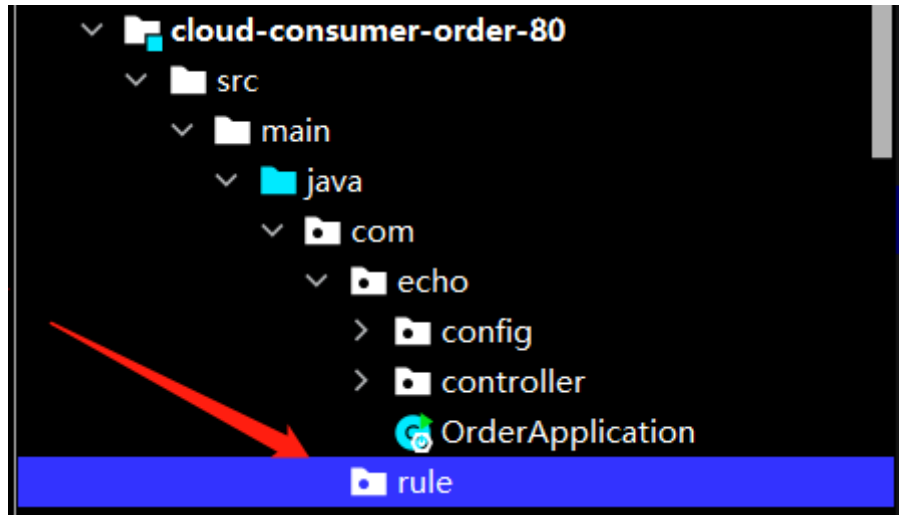 cloud-consumer-order-80
src
main
java
com
echo
config
controller
OrderApplication
rule